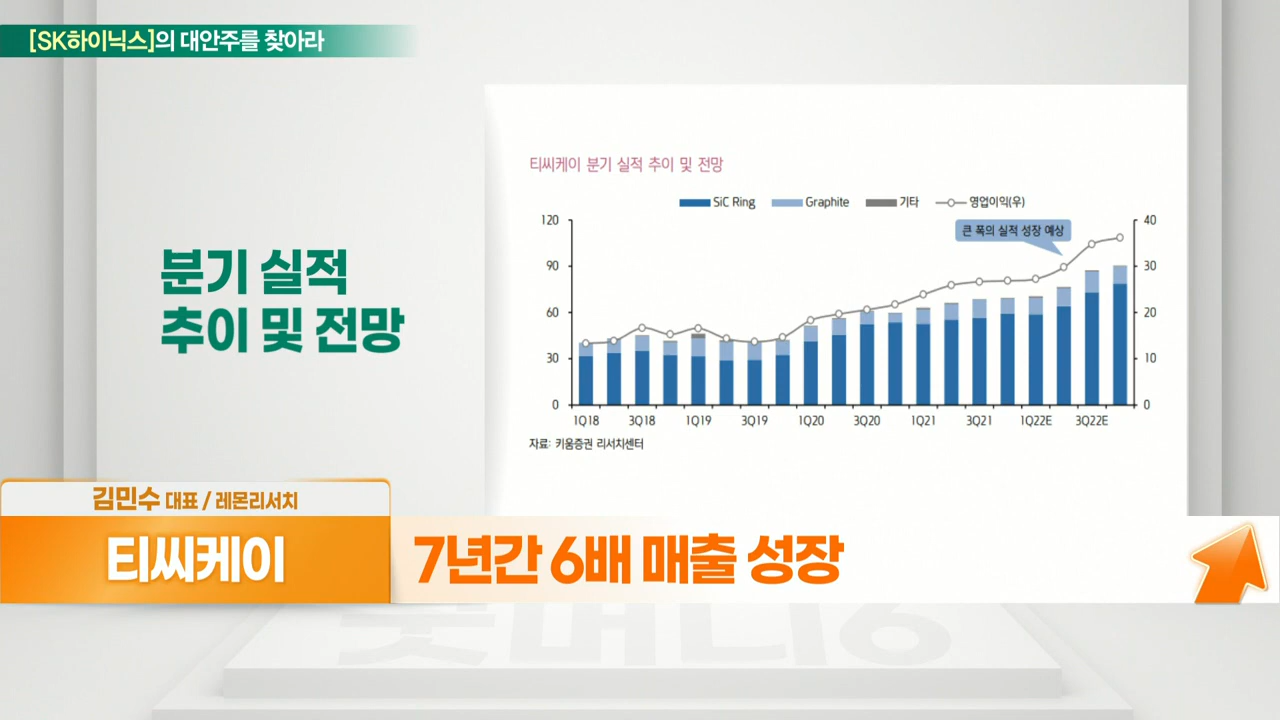 [SK하이닉스]의 대안주를 찾아라
분기 실적
추이 및 전망
티씨케이 분기 실적 추이 및 전망
SiC Ring Graphite 기타 영업이익(우)
큰 폭의 실적 성장 예상
120 40
90 30
60 20
30 10
0 0
1Q18 3Q18 1Q19 3Q19 1Q20 3Q20 1Q21 3Q21 1Q22E 3Q22E
자료: 키움증권 리서치센터
김민수 대표 / 레몬리서치
티씨케이
7년간 6배 매출 성장
굿머니6